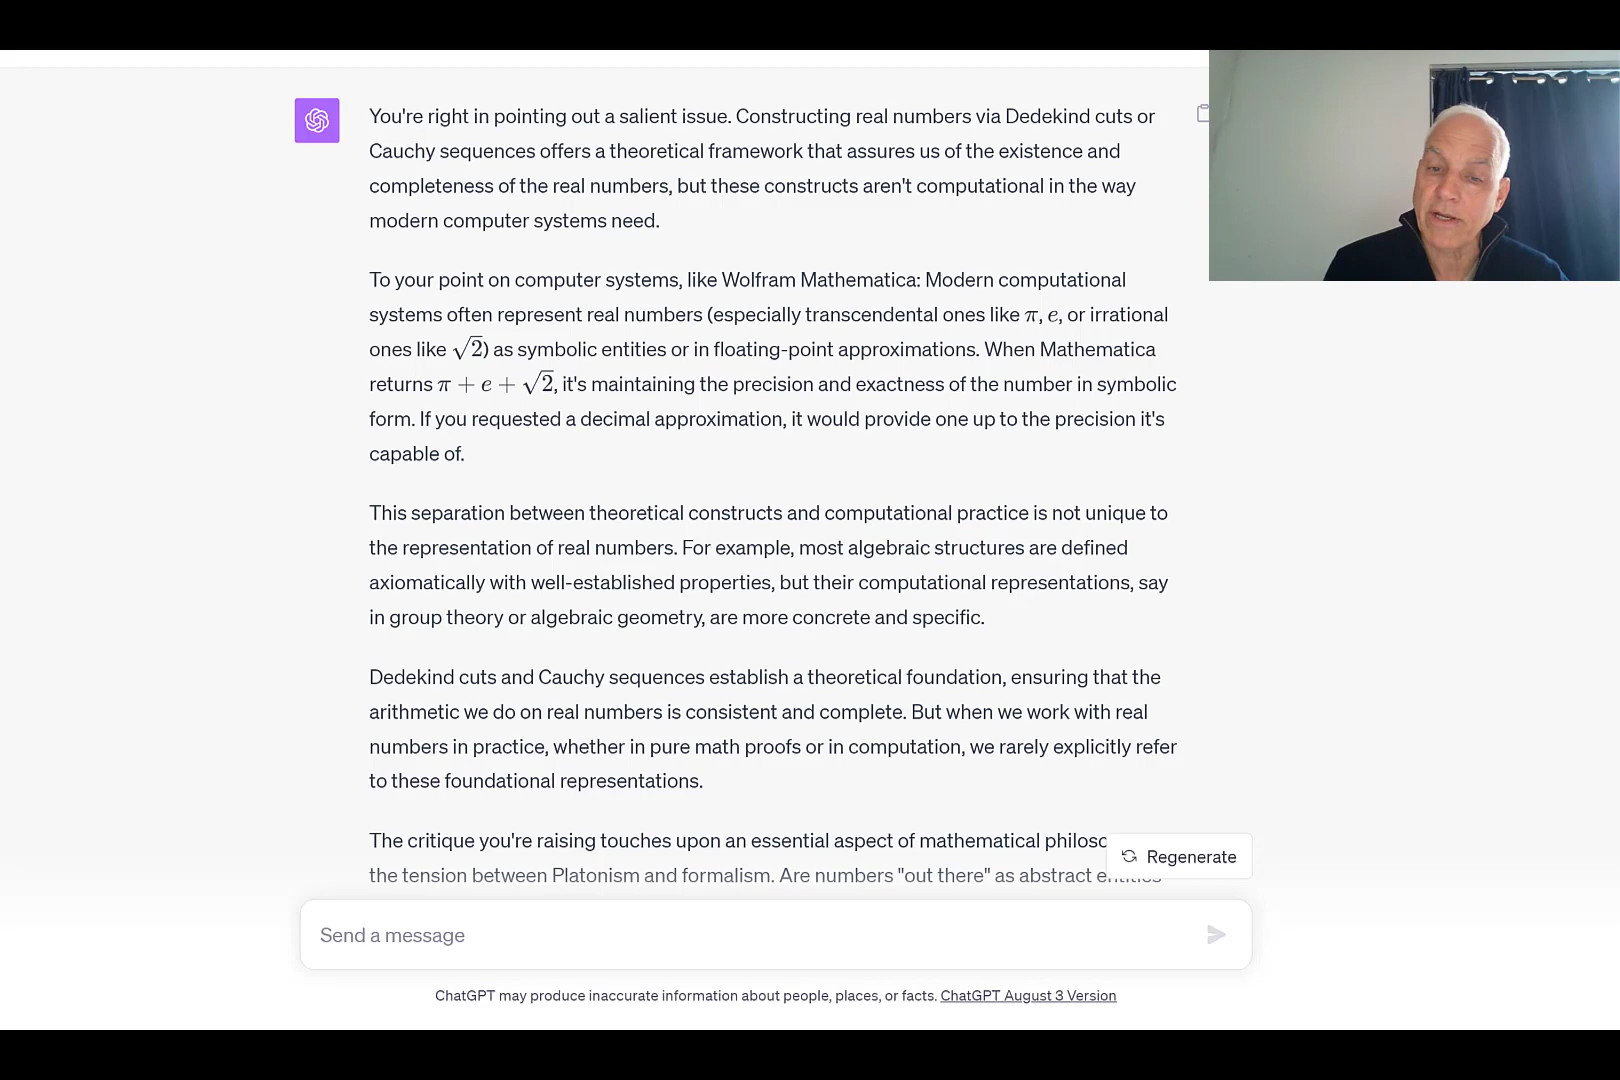 You're right in pointing out a salient issue. Constructing real numbers via Dedekind cuts or
Cauchy sequences offers a theoretical framework that assures us of the existence and
completeness of the real numbers, but these constructs aren't computational in the way
modern computer systems need.
To your point on computer systems, like Wolfram Mathematica: Modern computational
systems often represent real numbers (especially transcendental ones like π, e, or irrational
ones like √2) as symbolic entities or in floating-point approximations. When Mathematica
returns π + e + √2, it's maintaining the precision and exactness of the number in symbolic
form. If you requested a decimal approximation, it would provide one up to the precision it's
capable of.
This separation between theoretical constructs and computational practice is not unique to
the representation of real numbers. For example, most algebraic structures are defined
axiomatically with well-established properties, but their computational representations, say
in group theory or algebraic geometry, are more concrete and specific.
Dedekind cuts and Cauchy sequences establish a theoretical foundation, ensuring that the
arithmetic we do on real numbers is consistent and complete. But when we work with real
numbers in practice, whether in pure math proofs or in computation, we rarely explicitly refer
to these foundational representations.
The critique you're raising touches upon an essential aspect of mathematical philoso
the tension between Platonism and formalism. Are numbers "out there" as abstract entities
Regenerate
Send a message
ChatGPT may produce inaccurate information about people, places, or facts. ChatGPT August 3 Version